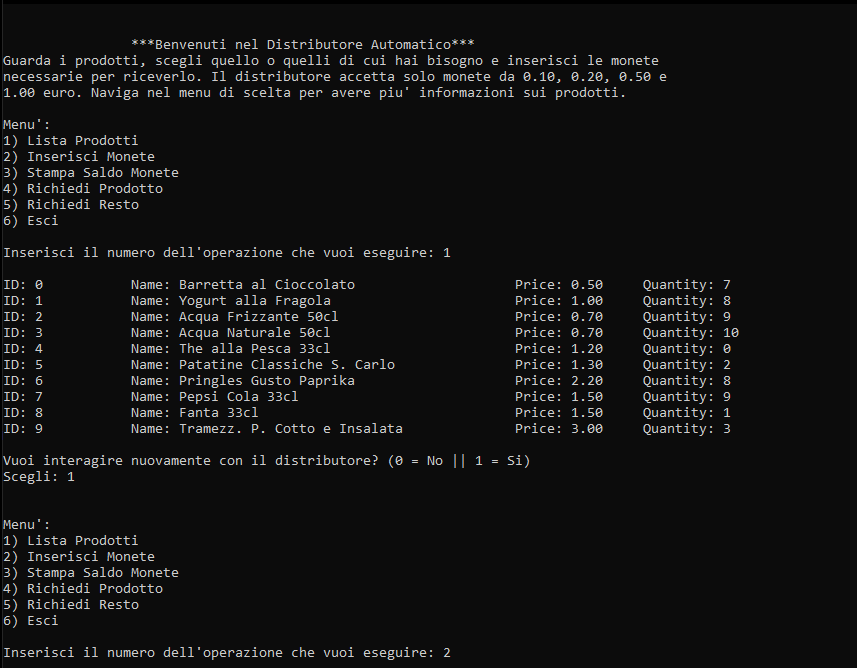 ***Benvenuti nel Distributore Automatico***
Guarda i prodotti, scegli quello o quelli di cui hai bisogno e inserisci le monete
necessarie per riceverlo. Il distributore accetta solo monete da 0.10, 0.20, 0.50 e
1.00 euro. Naviga nel menu di scelta per avere piu' informazioni sui prodotti.
Menu':
1) Lista Prodotti
2) Inserisci Monete
3) Stampa Saldo Monete
4) Richiedi Prodotto
5) Richiedi Resto
6) Esci
Inserisci il numero dell'operazione che vuoi eseguire: 1
ID: 0 Name: Barretta al Cioccolato Price: 0.50 Quantity: 7
ID: 1 Name: Yogurt alla Fragola Price: 1.00 Quantity: 8
ID: 2 Name: Acqua Frizzante 50cl Price: 0.70 Quantity: 9
ID: 3 Name: Acqua Naturale 50cl Price: 0.70 Quantity: 10
ID: 4 Name: The alla Pesca 33cl Price: 1.20 Quantity: 0
ID: 5 Name: Patatine Classiche S. Carlo Price: 1.30 Quantity: 2
ID: 6 Name: Pringles Gusto Paprika Price: 2.20 Quantity: 8
ID: 7 Name: Pepsi Cola 33cl Price: 1.50 Quantity: 9
ID: 8 Name: Fanta 33cl Price: 1.50 Quantity: 1
ID: 9 Name: Tramezz. P. Cotto e Insalata Price: 3.00 Quantity: 3
Vuoi interagire nuovamente con il distributore? (0 = No || 1 = Si)
Scegli: 1
Menu':
1) Lista Prodotti
2) Inserisci Monete
3) Stampa Saldo Monete
4) Richiedi Prodotto
5) Richiedi Resto
6) Esci
Inserisci il numero dell'operazione che vuoi eseguire: 2